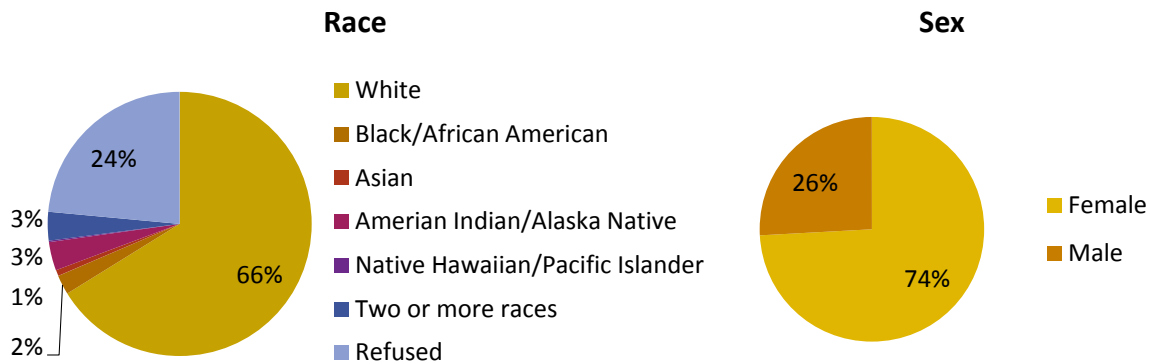 Race
White
Black/African American
Asian
Amerian Indian/Alaska Native
Native Hawaiian/Pacific Islander
Two or more races
Refused
24%
3%
3%
1%
2%
66%
Sex
26%
74%
Female
Male